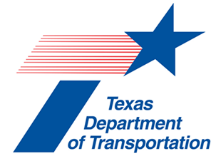 Texas
Department
of Transportation